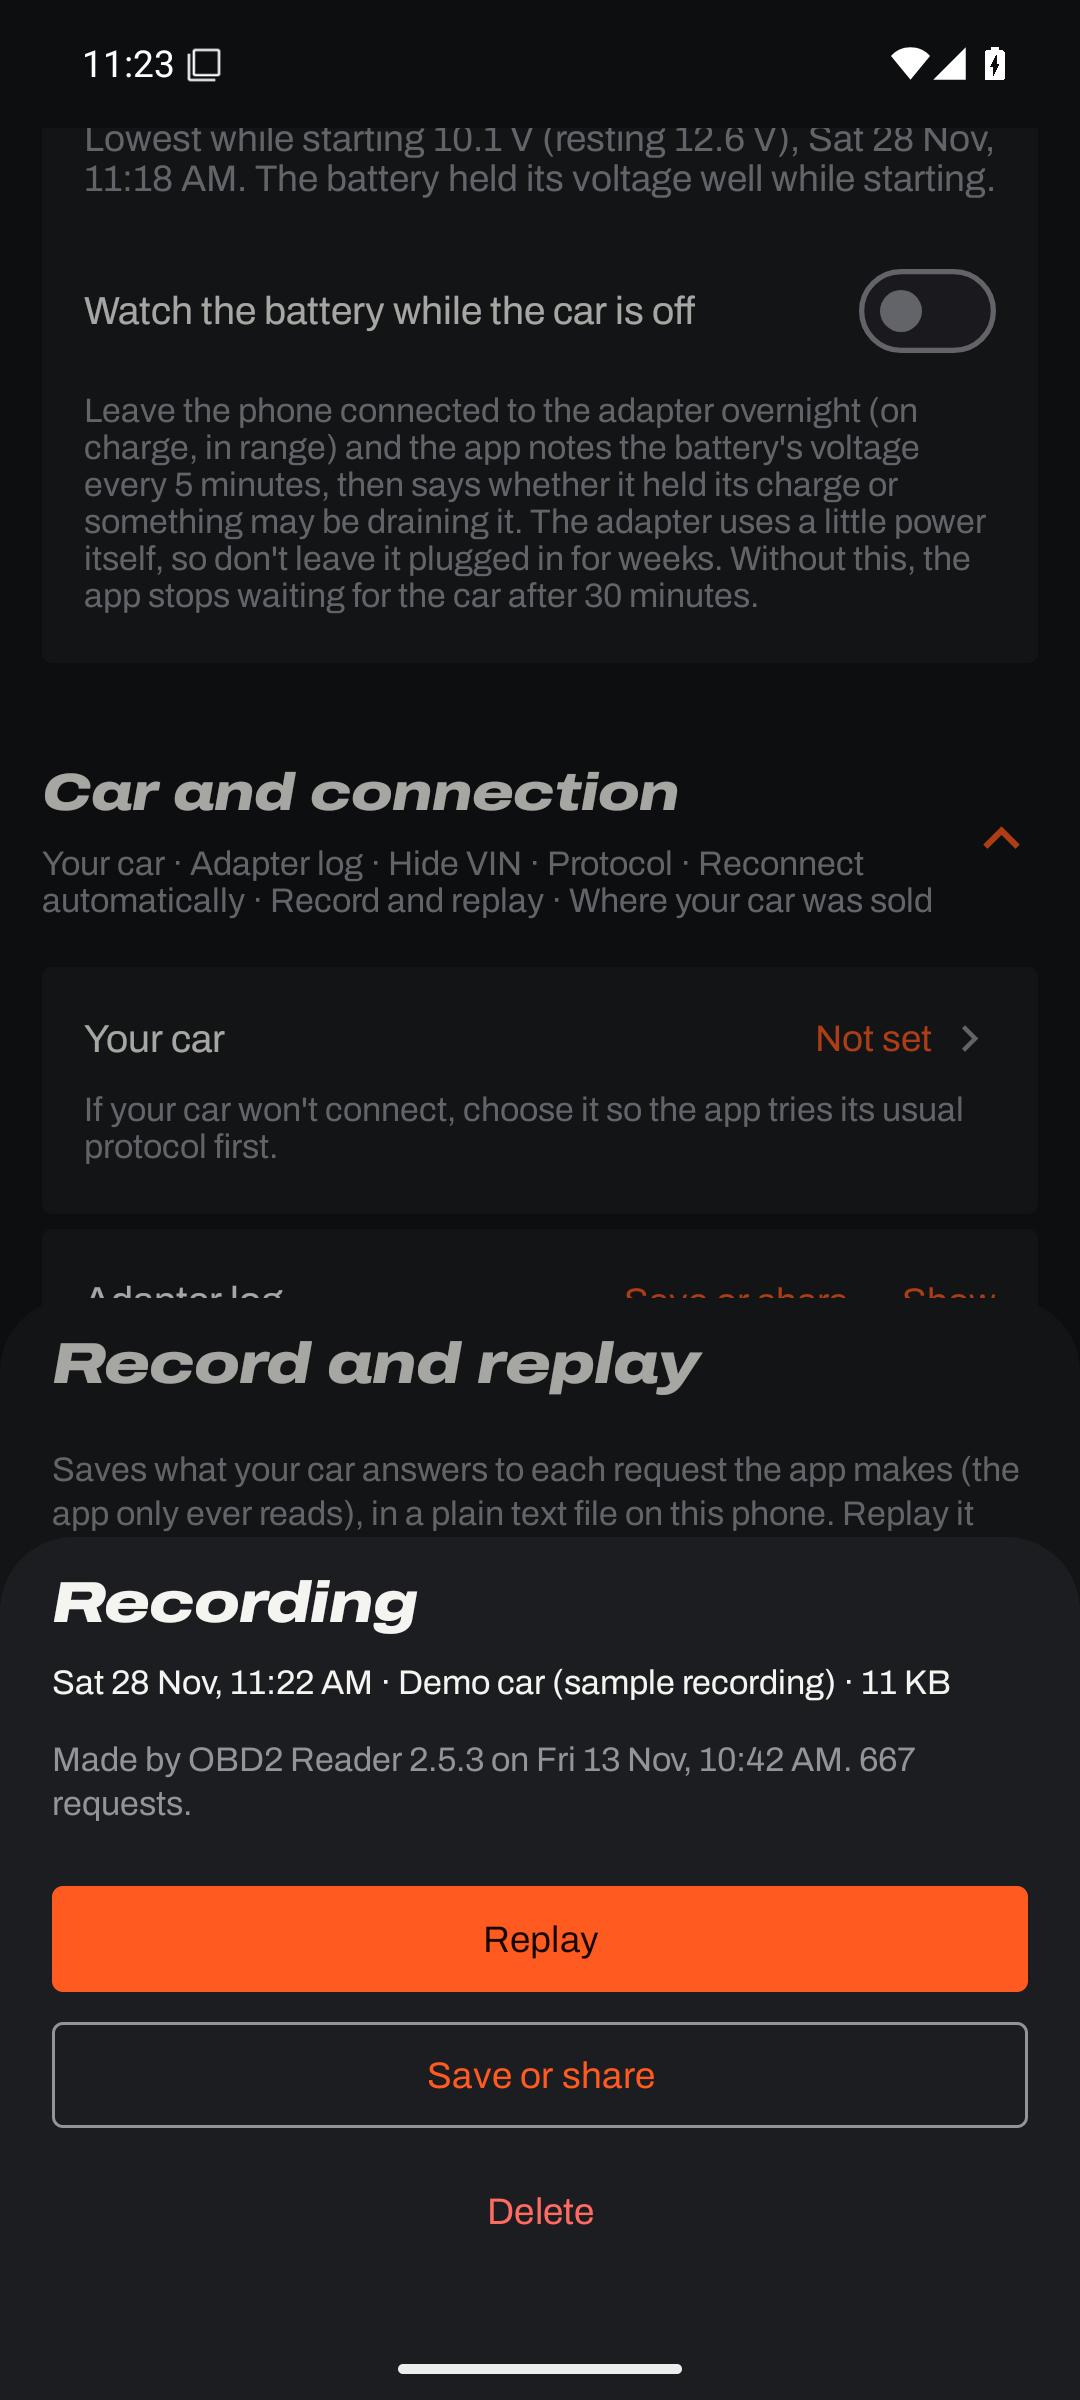 11:23
Lowest while starting 10.1 V (resting 12.6 V), Sat 28 Nov,
11:18 AM. The battery held its voltage well while starting.
Watch the battery while the car is off
Leave the phone connected to the adapter overnight (on
charge, in range) and the app notes the battery's voltage
every 5 minutes, then says whether it held its charge or
something may be draining it. The adapter uses a little power
itself, so don't leave it plugged in for weeks. Without this, the
app stops waiting for the car after 30 minutes.
Car and connection
Your car · Adapter log · Hide VIN · Protocol · Reconnect
automatically · Record and replay · Where your car was sold
Your car Not set
If your car won't connect, choose it so the app tries its usual
protocol first.
Adapter log Save or share Show
Record and replay
Saves what your car answers to each request the app makes (the
app only ever reads), in a plain text file on this phone. Replay it
Recording
Sat 28 Nov, 11:22 AM · Demo car (sample recording) · 11 KB
Made by OBD2 Reader 2.5.3 on Fri 13 Nov, 10:42 AM. 667
requests.
Replay
Save or share
Delete